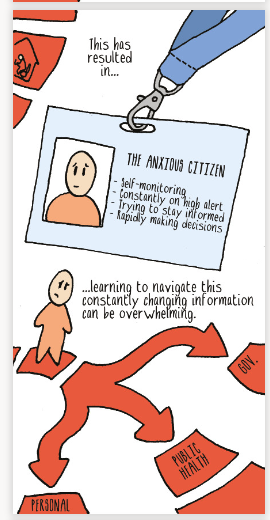 This has
resulted
in...
THE ANXIOUS CITIZEN
- Self-monitoring
- Constantly on high alert
- Trying to stay informed
- Rapidly making decisions
...learning to navigate this
constantly changing information
can be overwhelming.
GOV.
PUBLIC
HEALTH
PERSONAL